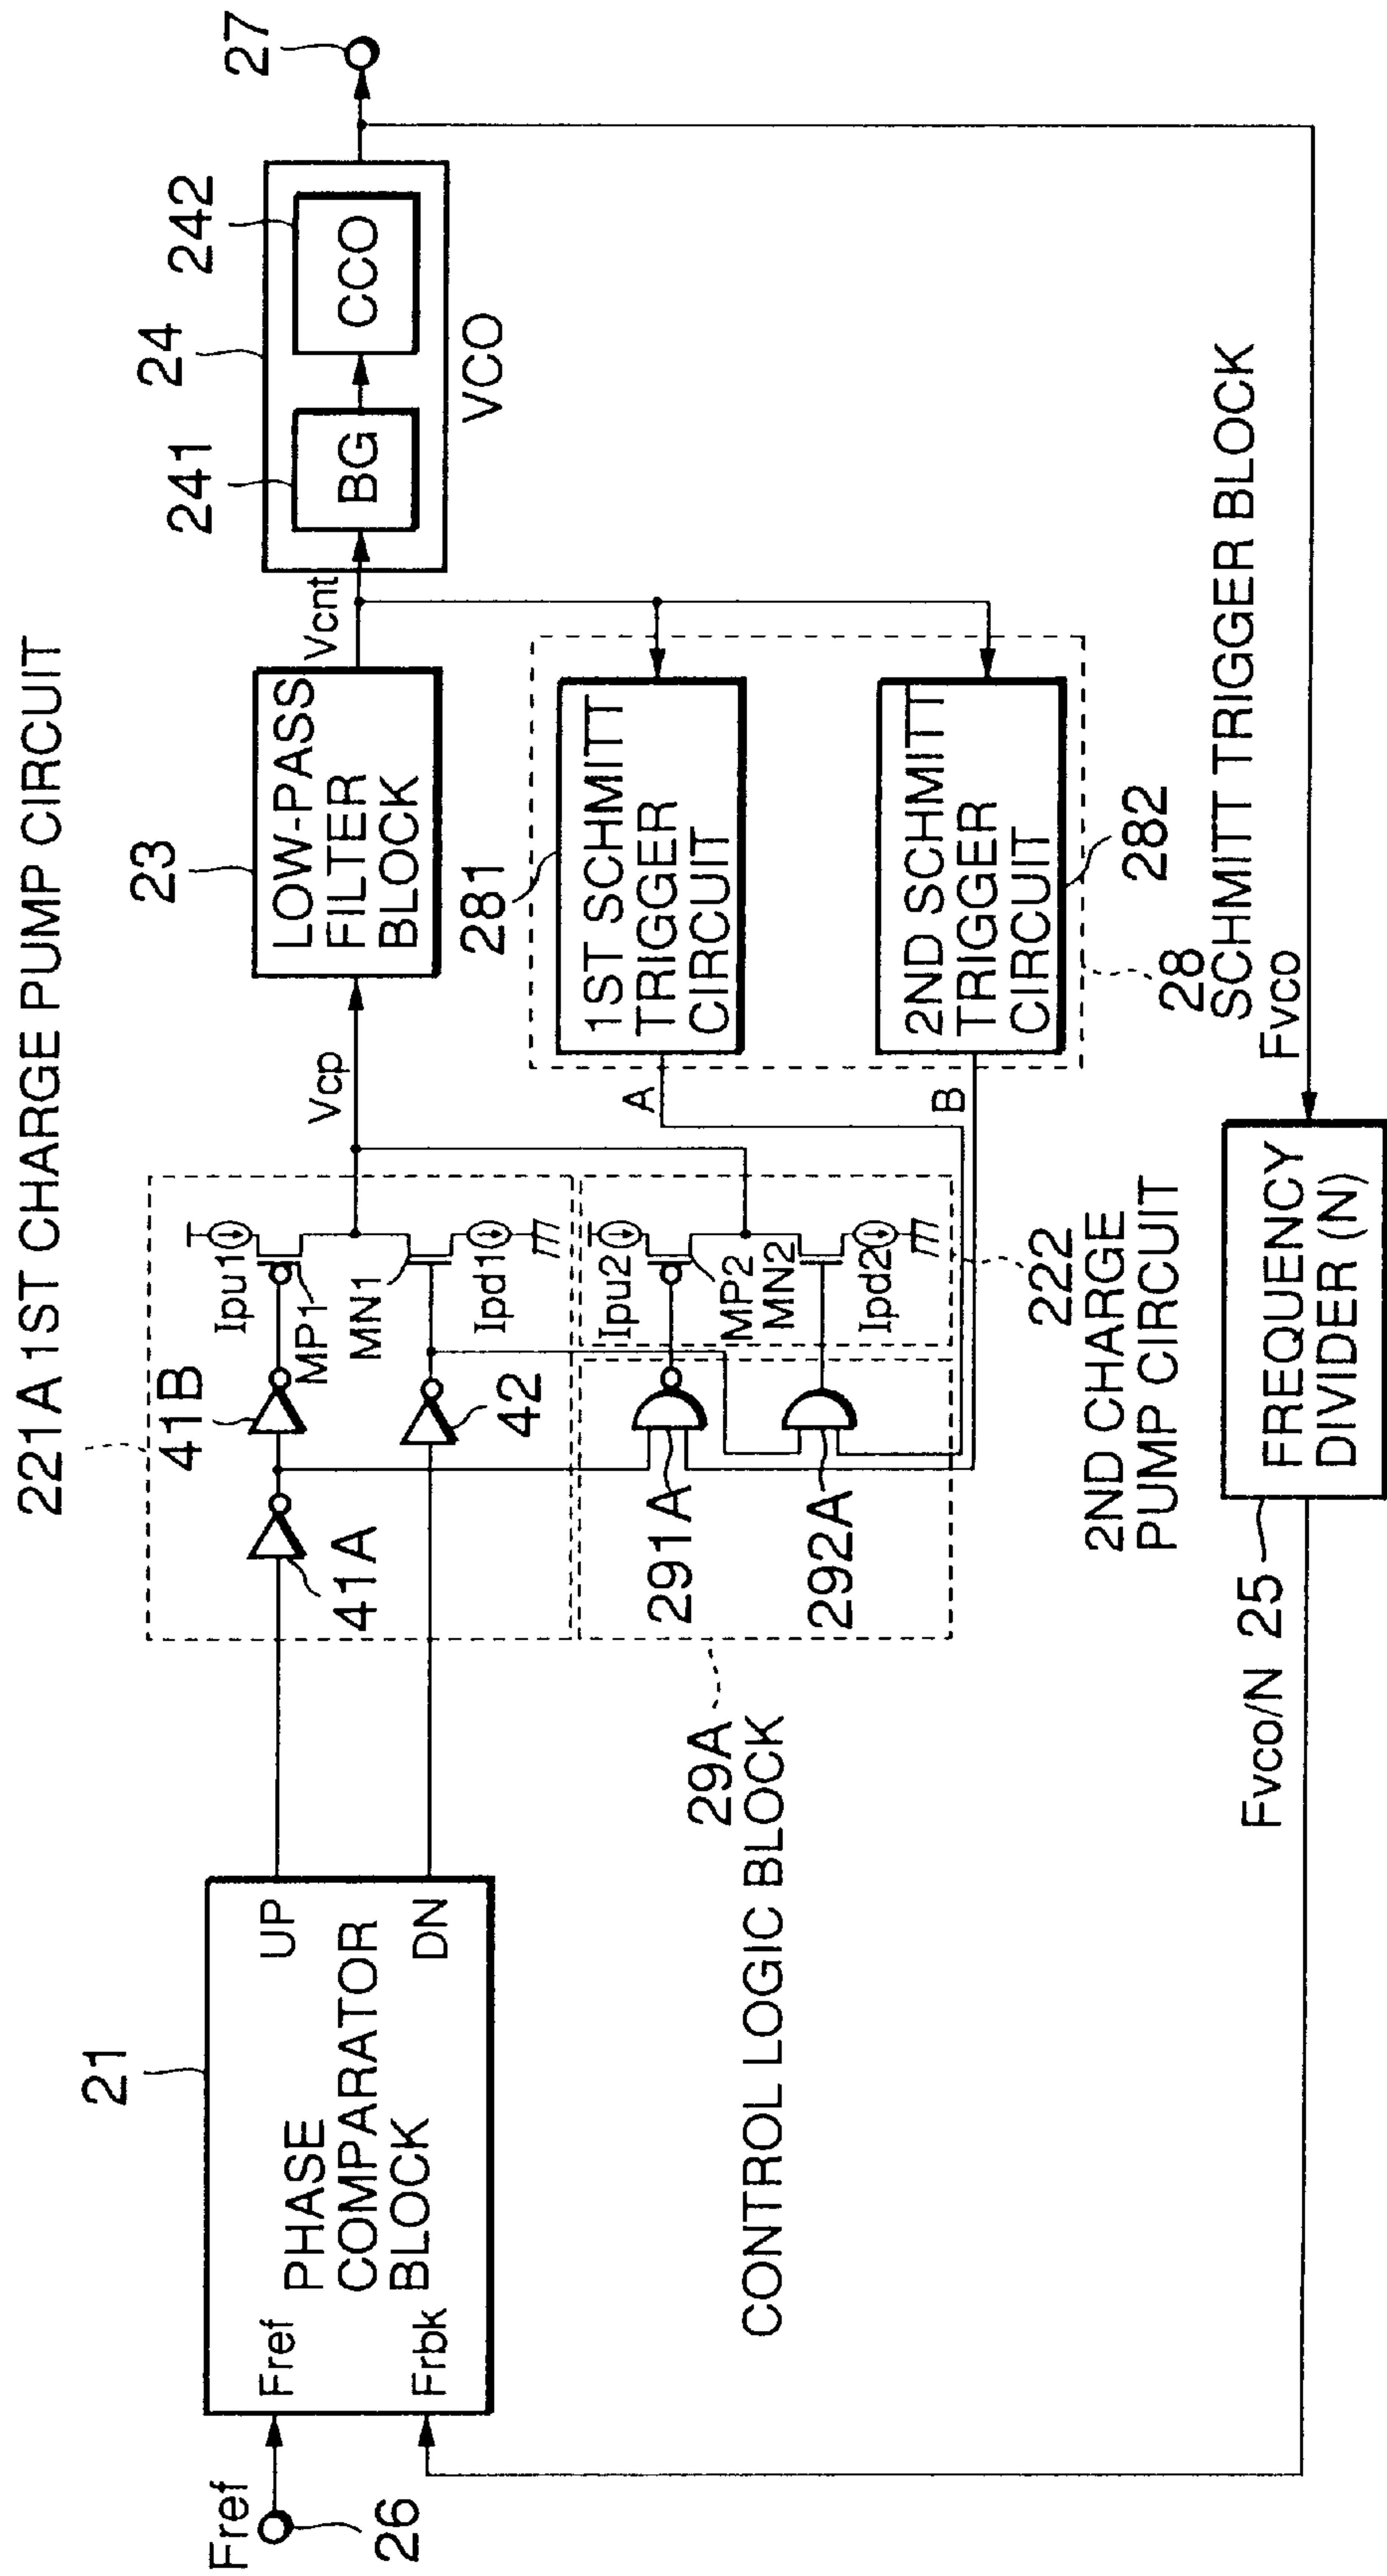 221A 1ST CHARGE PUMP CIRCUIT
Fref
26
21
Fref
Frbk
PHASE
COMPARATOR
BLOCK
UP
DN
41A
41B
42
Ipu1
MP1
MN1
Ipd1
Vcp
23
LOW-PASS
FILTER
BLOCK
Vcnt
24
241
BG
242
CCO
VCO
27
29A
CONTROL LOGIC BLOCK
291A
292A
Ipu2
MP2
MN2
Ipd2
222
2ND CHARGE
PUMP CIRCUIT
A
B
281
1ST SCHMITT
TRIGGER
CIRCUIT
2ND SCHMITT
TRIGGER
CIRCUIT
282
28
SCHMITT TRIGGER BLOCK
Fvco/N
25
FREQUENCY
DIVIDER (N)
Fvco